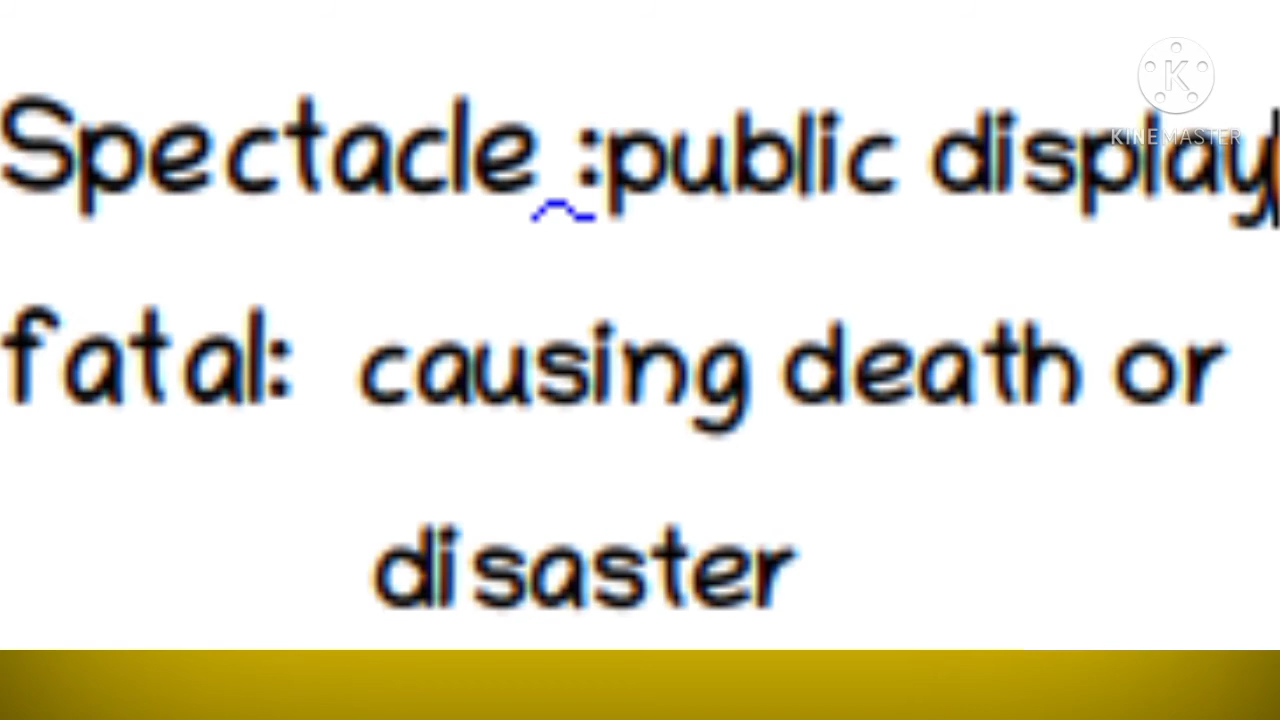 KINEMASTER
Spectacle :public display
fatal: causing death or
disaster